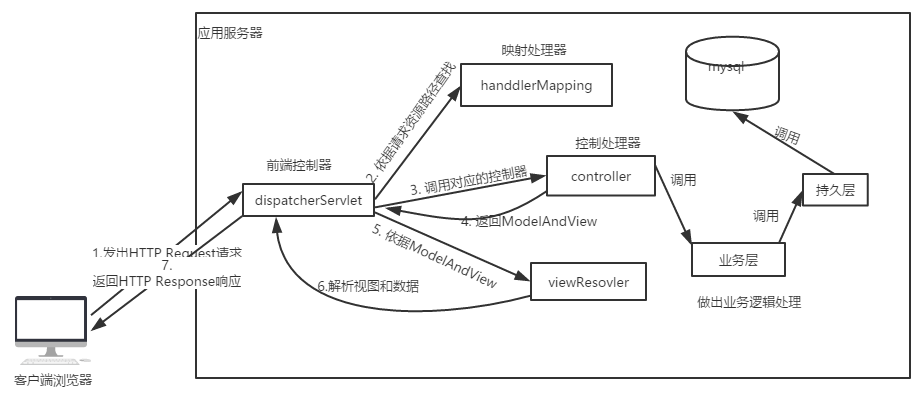 应用服务器
映射处理器
handdlerMapping
mysql
2. 依据请求资源路径查找
调用
前端控制器
dispatcherServlet
3. 调用对应的控制器
控制处理器
controller
调用
持久层
4. 返回ModelAndView
调用
5. 依据ModelAndView
业务层
1.发出HTTP Request请求
7.
返回HTTP Response响应
6.解析视图和数据
viewResovler
做出业务逻辑处理
客户端浏览器